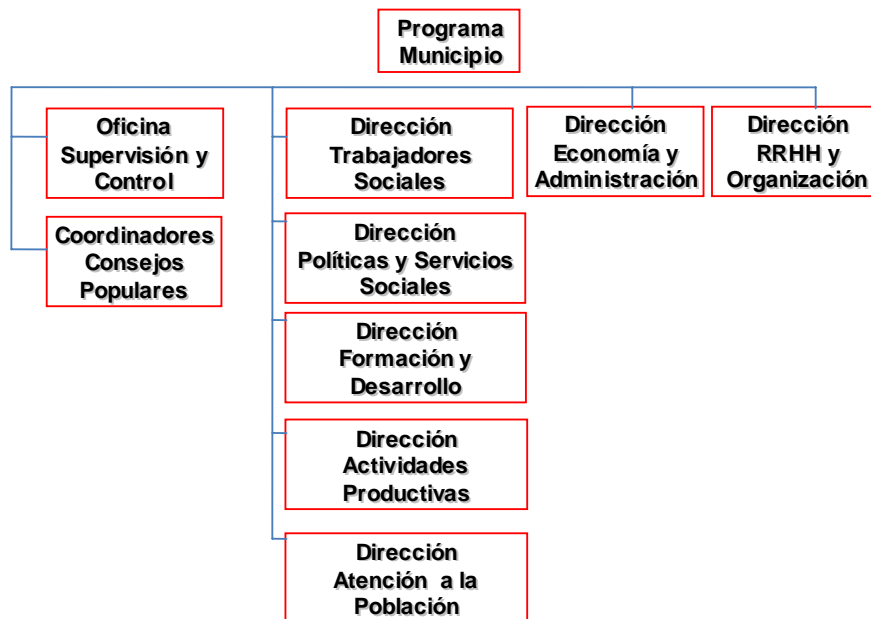 Programa
Municipio
Oficina
Supervisión y
Control
Dirección
Trabajadores
Sociales
Dirección
Economía y
Administración
Dirección
RRHH y
Organización
Coordinadores
Consejos
Populares
Dirección
Políticas y Servicios
Sociales
Dirección
Formación y
Desarrollo
Dirección
Actividades
Productivas
Dirección
Atención a la
Población